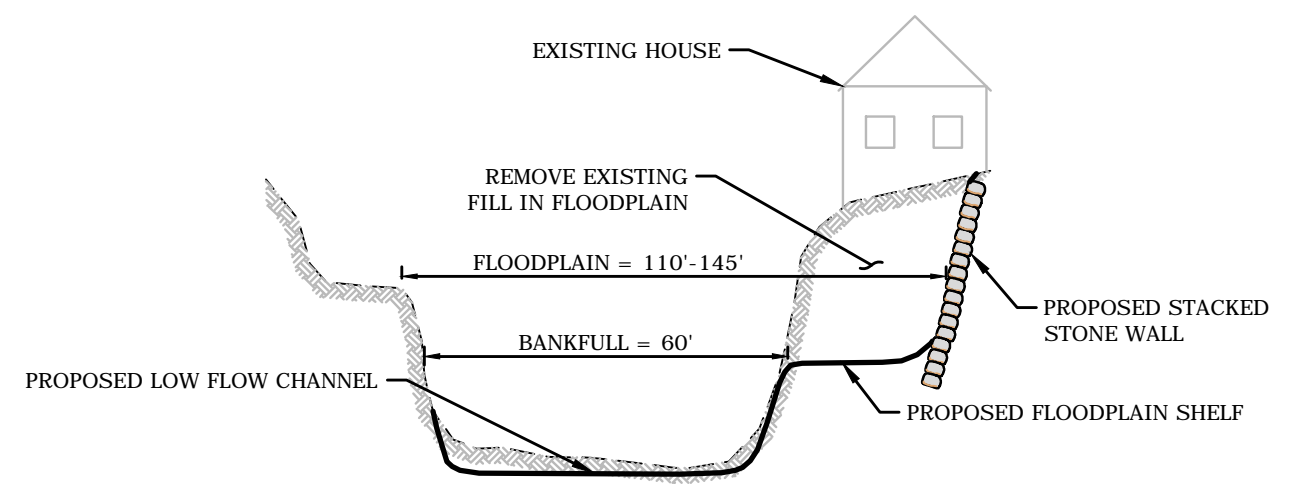 EXISTING HOUSE
REMOVE EXISTING
FILL IN FLOODPLAIN
FLOODPLAIN = 110'-145'
PROPOSED STACKED
STONE WALL
BANKFULL = 60'
PROPOSED LOW FLOW CHANNEL
PROPOSED FLOODPLAIN SHELF